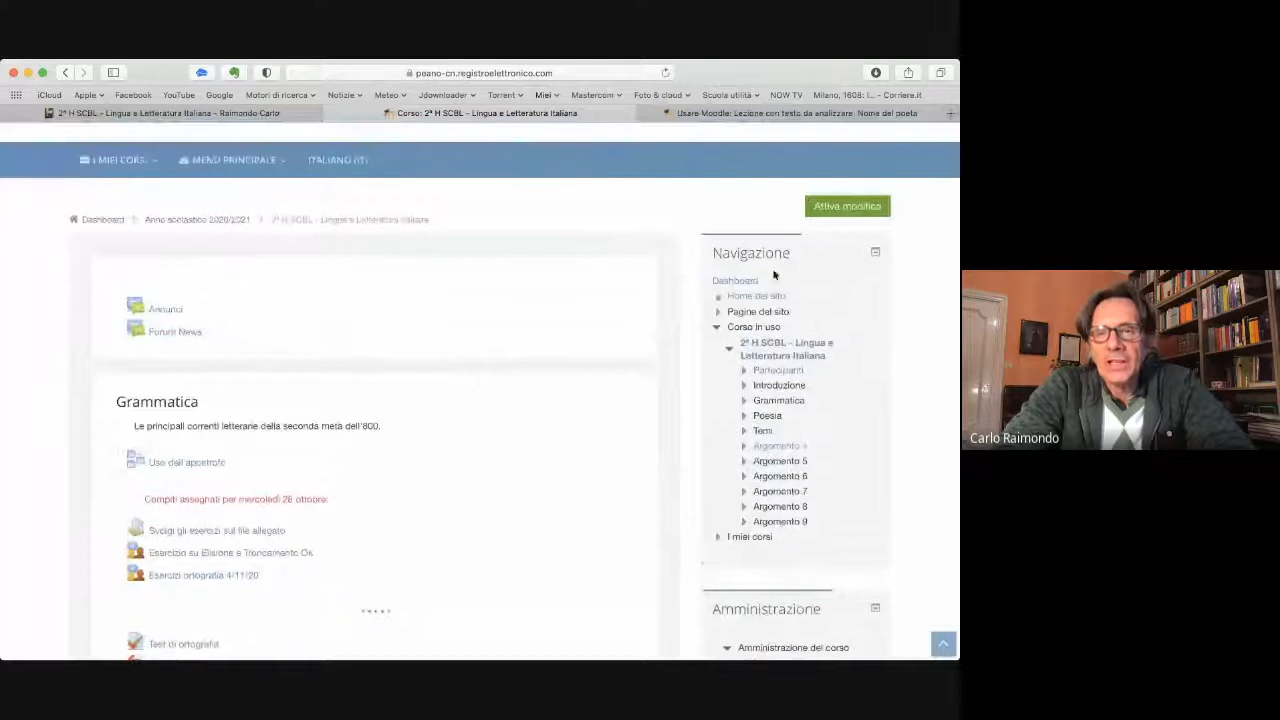 peano-cn.registroelettronico.com
iCloud Apple Facebook YouTube Google Motori di ricerca Notizie Meteo Jdownloader Torrent Miei Mastercom Foto & cloud Scuola utilità NOW TV Milano, 1608: I... - Corriere.it
2ª H SCBL - Lingua e Letteratura Italiana - Raimondo Carlo
Corso: 2ª H SCBL - Lingua e Letteratura Italiana
Usare Moodle: Lezione con testo da analizzare: Nome del poeta
I MIEI CORSI MENU PRINCIPALE ITALIANO (IT)
Attiva modifica
Dashboard Anno scolastico 2020/2021 2ª H SCBL - Lingua e Letteratura Italiana
Annunci
Forum News
Grammatica
Le principali correnti letterarie della seconda metà dell'800.
Uso dell'apostrofo
Compiti assegnati per mercoledì 28 ottobre:
Svolgi gli esercizi sul file allegato
Esercizio su Elisione e Troncamento Ok
Esercizi ortografia 4/11/20
*****
Test di ortografia
Navigazione
Dashboard
Home del sito
Pagine del sito
Corso in uso
2ª H SCBL - Lingua e
Letteratura Italiana
Partecipanti
Introduzione
Grammatica
Poesia
Temi
Argomento 4
Argomento 5
Argomento 6
Argomento 7
Argomento 8
Argomento 9
I miei corsi
Amministrazione
Amministrazione del corso
Carlo Raimondo